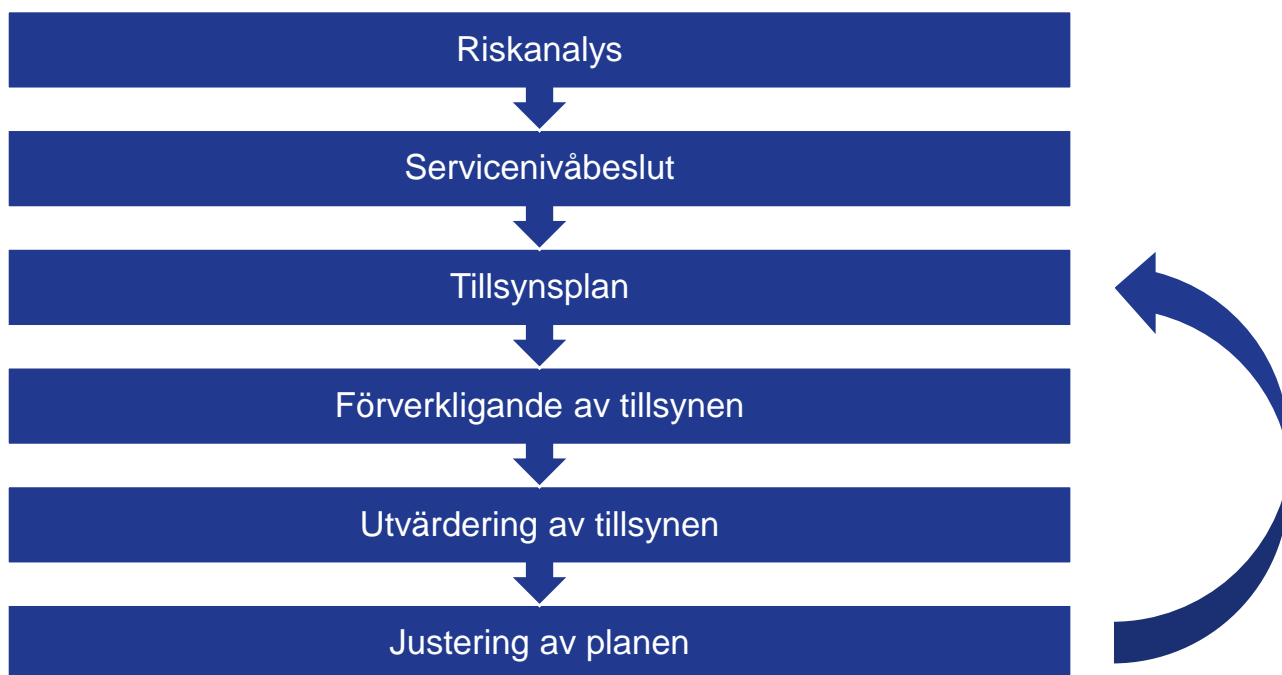 Riskanalys
Servicenivåbeslut
Tillsynsplan
Förverkligande av tillsynen
Utvärdering av tillsynen
Justering av planen